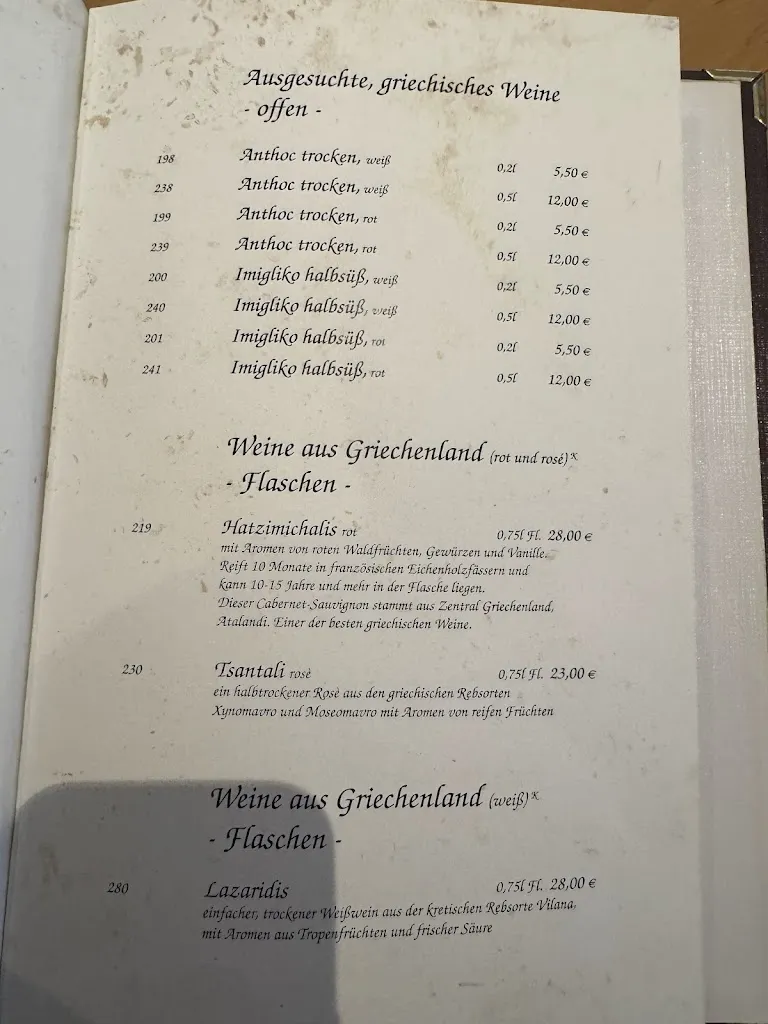 Ausgesuchte, griechisches Weine
- offen -
198 Anthoc trocken, weiß 0,2l 5,50 €
238 Anthoc trocken, weiß 0,5l 12,00 €
199 Anthoc trocken, rot 0,2l 5,50 €
239 Anthoc trocken, rot 0,5l 12,00 €
200 Imigliko halbsüß, weiß 0,2l 5,50 €
240 Imigliko halbsüß, weiß 0,5l 12,00 €
201 Imigliko halbsüß, rot 0,2l 5,50 €
241 Imigliko halbsüß, rot 0,5l 12,00 €
Weine aus Griechenland (rot und rosé) K
- Flaschen -
219 Hatzimichalis rot 0,75l Fl. 28,00 €
mit Aromen von roten Waldfrüchten, Gewürzen und Vanille.
Reift 10 Monate in französischen Eichenholzfässern und
kann 10-15 Jahre und mehr in der Flasche liegen.
Dieser Cabernet-Sauvignon stammt aus Zentral Griechenland,
Atalandi. Einer der besten griechischen Weine.
230 Tsantali rosè 0,75l Fl. 23,00 €
ein halbtrockener Rosè aus den griechischen Rebsorten
Xynomavro und Moseomavro mit Aromen von reifen Früchten
Weine aus Griechenland (weiß) K
- Flaschen -
280 Lazaridis 0,75l Fl. 28,00 €
einfacher, trockener Weißwein aus der kretischen Rebsorte Vilana,
mit Aromen aus Tropenfrüchten und frischer Säure